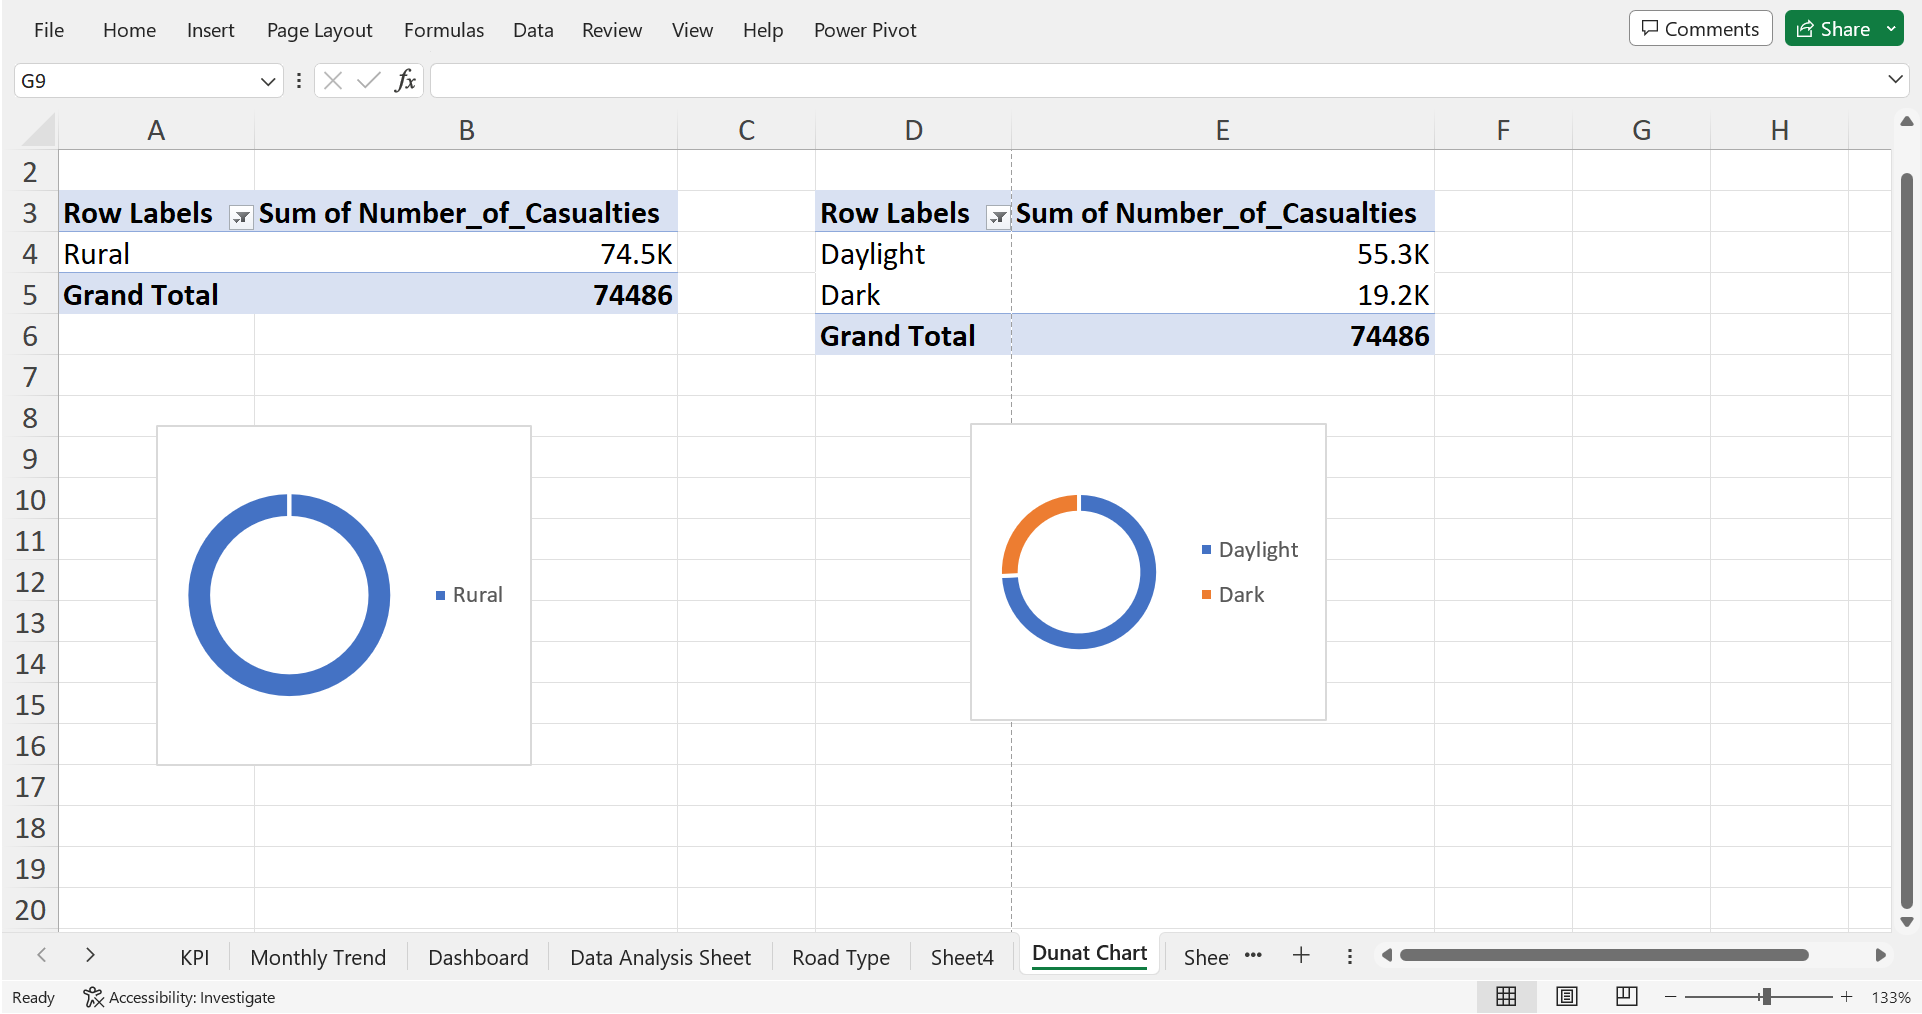 File Home Insert Page Layout Formulas Data Review View Help Power Pivot Comments Share
G9 fx
A B C D E F G H
2
3 Row Labels Sum of Number_of_Casualties Row Labels Sum of Number_of_Casualties
4 Rural 74.5K Daylight 55.3K
5 Grand Total 74486 Dark 19.2K
6 Grand Total 74486
7
8
9
10
11 Daylight
12 Rural Dark
13
14
15
16
17
18
19
20
KPI Monthly Trend Dashboard Data Analysis Sheet Road Type Sheet4 Dunat Chart Shee
Ready Accessibility: Investigate 133%